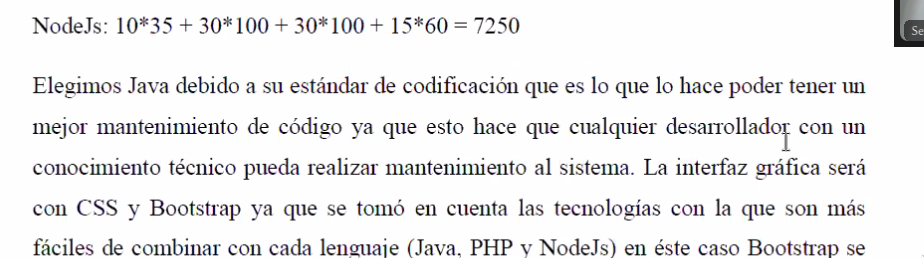 NodeJs: 10*35 + 30*100 + 30*100 + 15*60 = 7250
Se
Elegimos Java debido a su estándar de codificación que es lo que lo hace poder tener un
mejor mantenimiento de código ya que esto hace que cualquier desarrollador con un
conocimiento técnico pueda realizar mantenimiento al sistema. La interfaz gráfica será
con CSS y Bootstrap ya que se tomó en cuenta las tecnologías con la que son más
fáciles de combinar con cada lenguaje (Java, PHP y NodeJs) en éste caso Bootstrap se